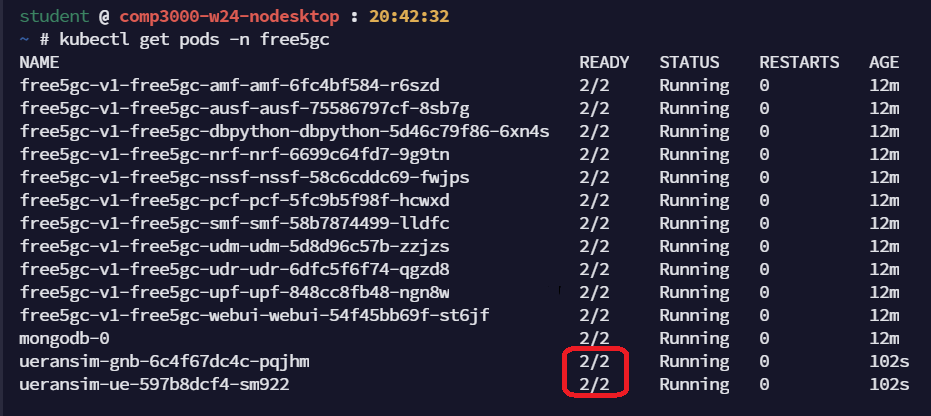 student @ comp3000-w24-nodesktop : 20:42:32
~ # kubectl get pods -n free5gc
NAME READY STATUS RESTARTS AGE
free5gc-v1-free5gc-amf-amf-6fc4bf584-r6szd 2/2 Running 0 12m
free5gc-v1-free5gc-ausf-ausf-75586797cf-8sb7g 2/2 Running 0 12m
free5gc-v1-free5gc-dbpython-dbpython-5d46c79f86-6xn4s 2/2 Running 0 12m
free5gc-v1-free5gc-nrf-nrf-6699c64fd7-9g9tn 2/2 Running 0 12m
free5gc-v1-free5gc-nssf-nssf-58c6cddc69-fwjps 2/2 Running 0 12m
free5gc-v1-free5gc-pcf-pcf-5fc9b5f98f-hcwxd 2/2 Running 0 12m
free5gc-v1-free5gc-smf-smf-58b7874499-lldfc 2/2 Running 0 12m
free5gc-v1-free5gc-udm-udm-5d8d96c57b-zzjzs 2/2 Running 0 12m
free5gc-v1-free5gc-udr-udr-6dfc5f6f74-qgzd8 2/2 Running 0 12m
free5gc-v1-free5gc-upf-upf-848cc8fb48-ngn8w 2/2 Running 0 12m
free5gc-v1-free5gc-webui-webui-54f45bb69f-st6jf 2/2 Running 0 12m
mongodb-0 2/2 Running 0 12m
ueransim-gnb-6c4f67dc4c-pqjhm 2/2 Running 0 102s
ueransim-ue-597b8dcf4-sm922 2/2 Running 0 102s